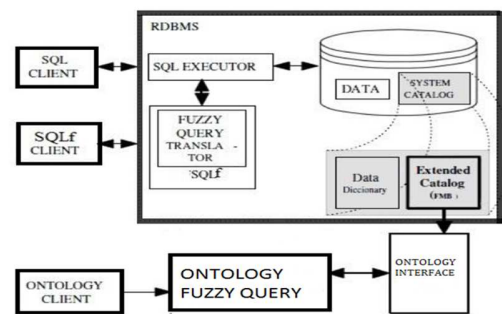 RDBMS
SQL
CLIENT
SQL EXECUTOR
DATA
SYSTEM
CATALOG
SQLf
CLIENT
FUZZY
QUERY
TRANSLA -
TOR
SQLf
Data
Diccionary
Extended
Catalog
(FMB )
ONTOLOGY
INTERFACE
ONTOLOGY
CLIENT
ONTOLOGY
FUZZY QUERY